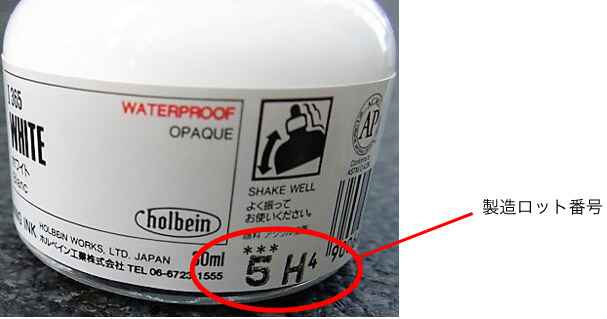 I 365
WHITE
ホワイト
Blanc
WATERPROOF
OPAQUE
SHAKE WELL
よく振って
お使いください。
AP
holbein
ING INK
HOLBEIN WORKS, LTD. JAPAN
ホルベイン工業株式会社 TEL 06-6723-1555
30ml
***
5 H4
製造ロット番号